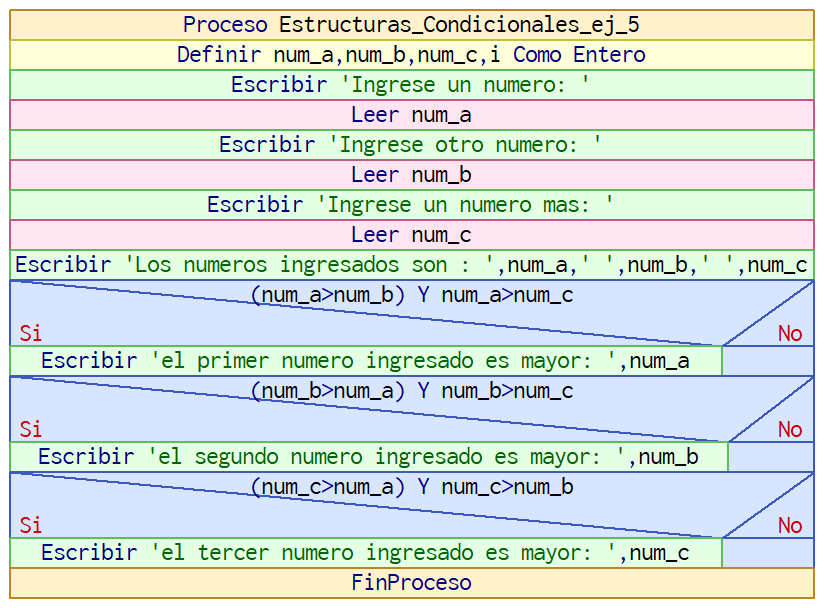 Proceso Estructuras_Condicionales_ej_5
Definir num_a,num_b,num_c,i Como Entero
Escribir 'Ingrese un numero: '
Leer num_a
Escribir 'Ingrese otro numero: '
Leer num_b
Escribir 'Ingrese un numero mas: '
Leer num_c
Escribir 'Los numeros ingresados son : ',num_a,' ',num_b,' ',num_c
(num_a>num_b) Y num_a>num_c
Si No
Escribir 'el primer numero ingresado es mayor: ',num_a
(num_b>num_a) Y num_b>num_c
Si No
Escribir 'el segundo numero ingresado es mayor: ',num_b
(num_c>num_a) Y num_c>num_b
Si No
Escribir 'el tercer numero ingresado es mayor: ',num_c
FinProceso